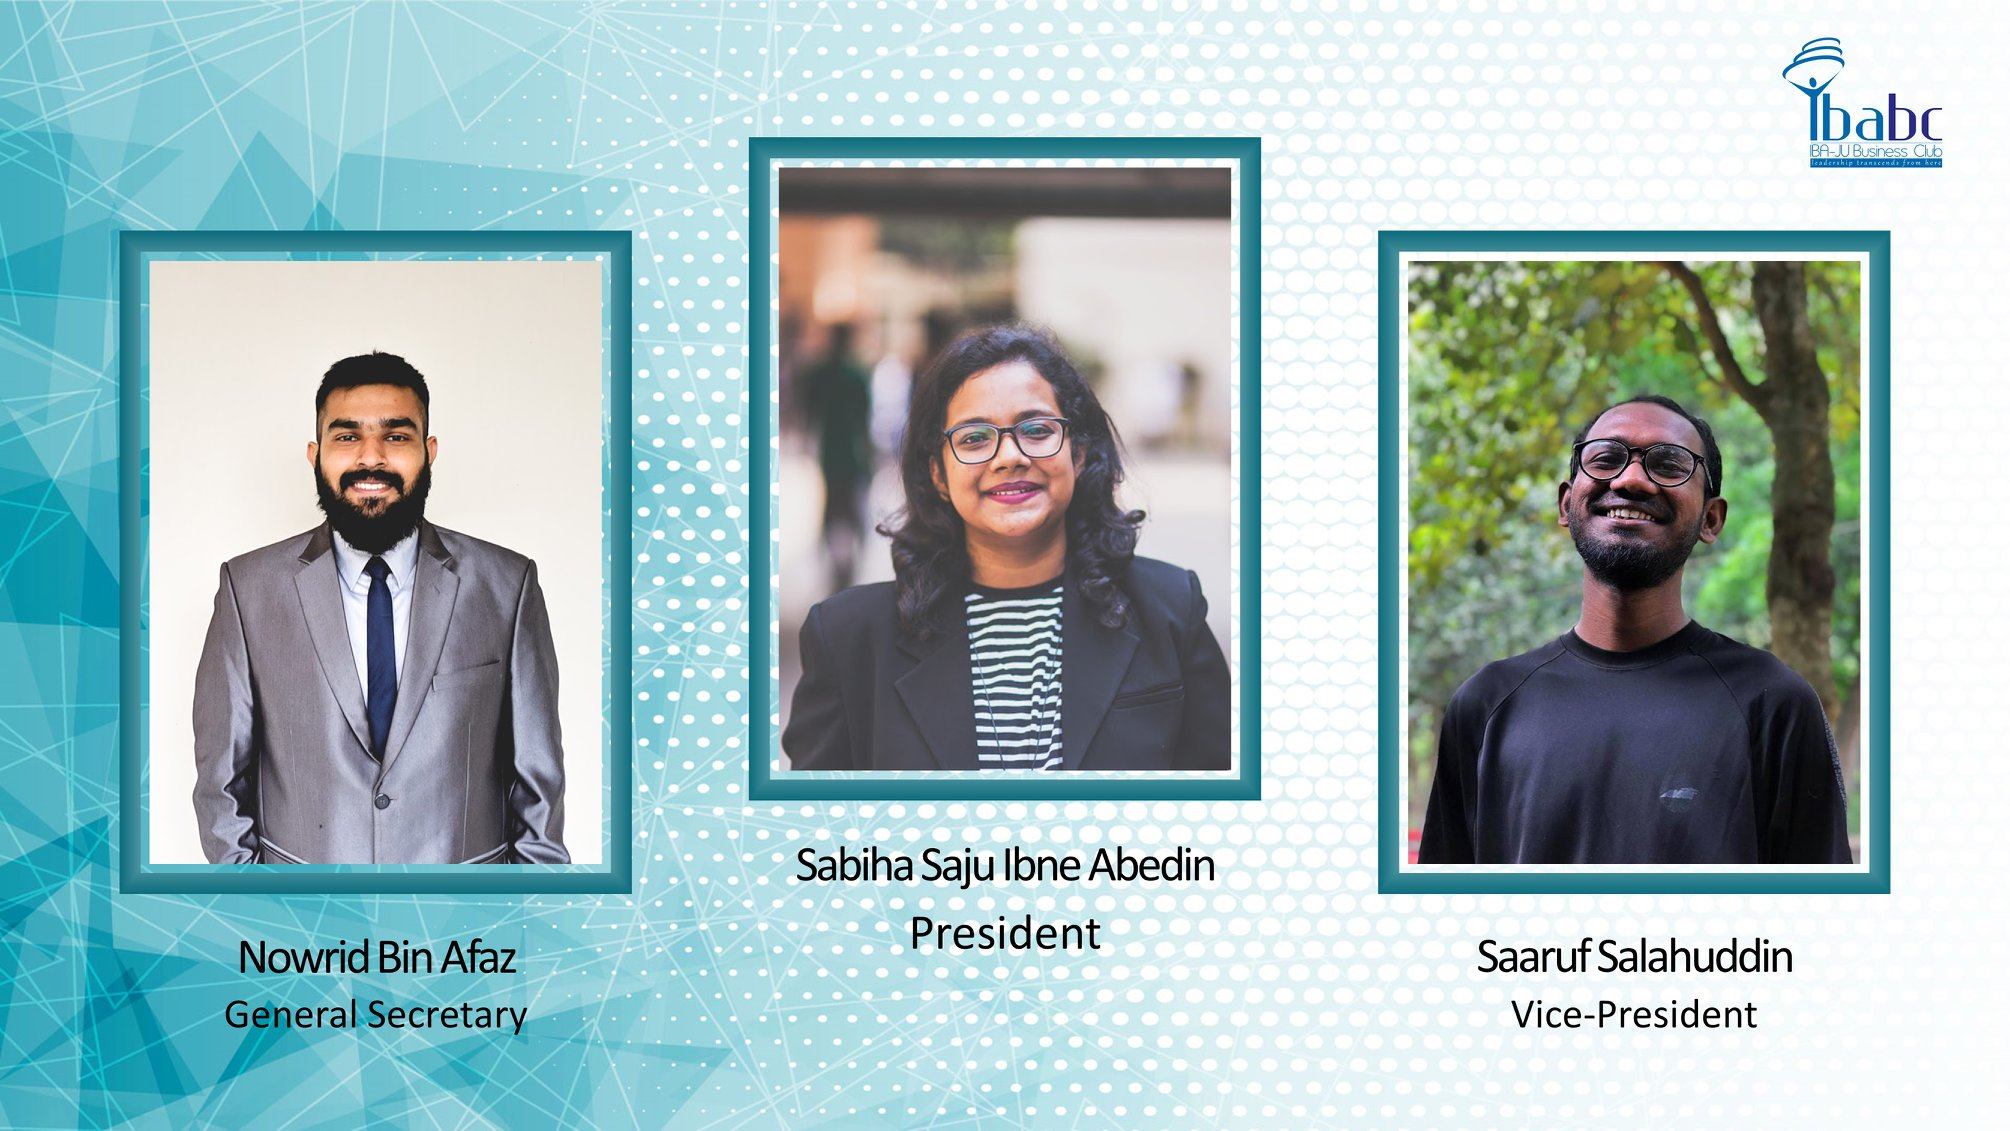 ibabc
IBA-JU Business Club
leadership transcends from here
Sabiha Saju Ibne Abedin
President
Nowrid Bin Afaz
General Secretary
Saaruf Salahuddin
Vice-President